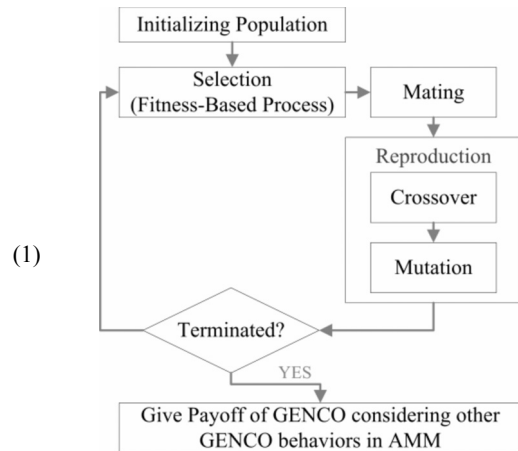 Initializing Population
Selection
(Fitness-Based Process)
Mating
Reproduction
Crossover
Mutation
(1)
Terminated?
YES
Give Payoff of GENCO considering other
GENCO behaviors in AMM